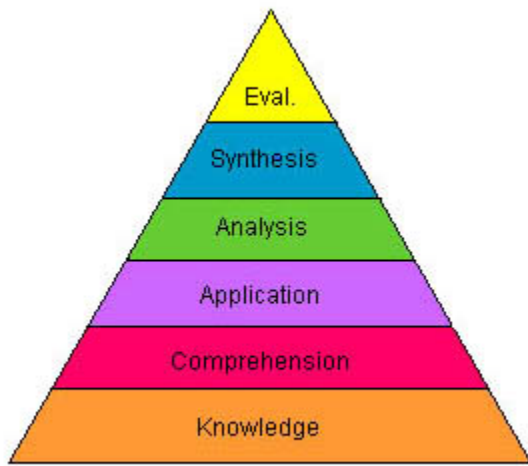 Eval.
Synthesis
Analysis
Application
Comprehension
Knowledge